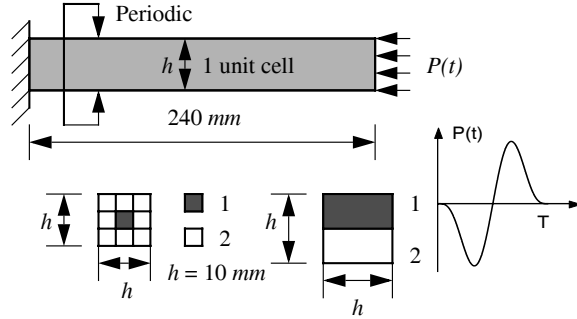 Periodic
h 1 unit cell
P(t)
240 mm
P(t)
h
1
2
h
h = 10 mm
h
1
2
h
T